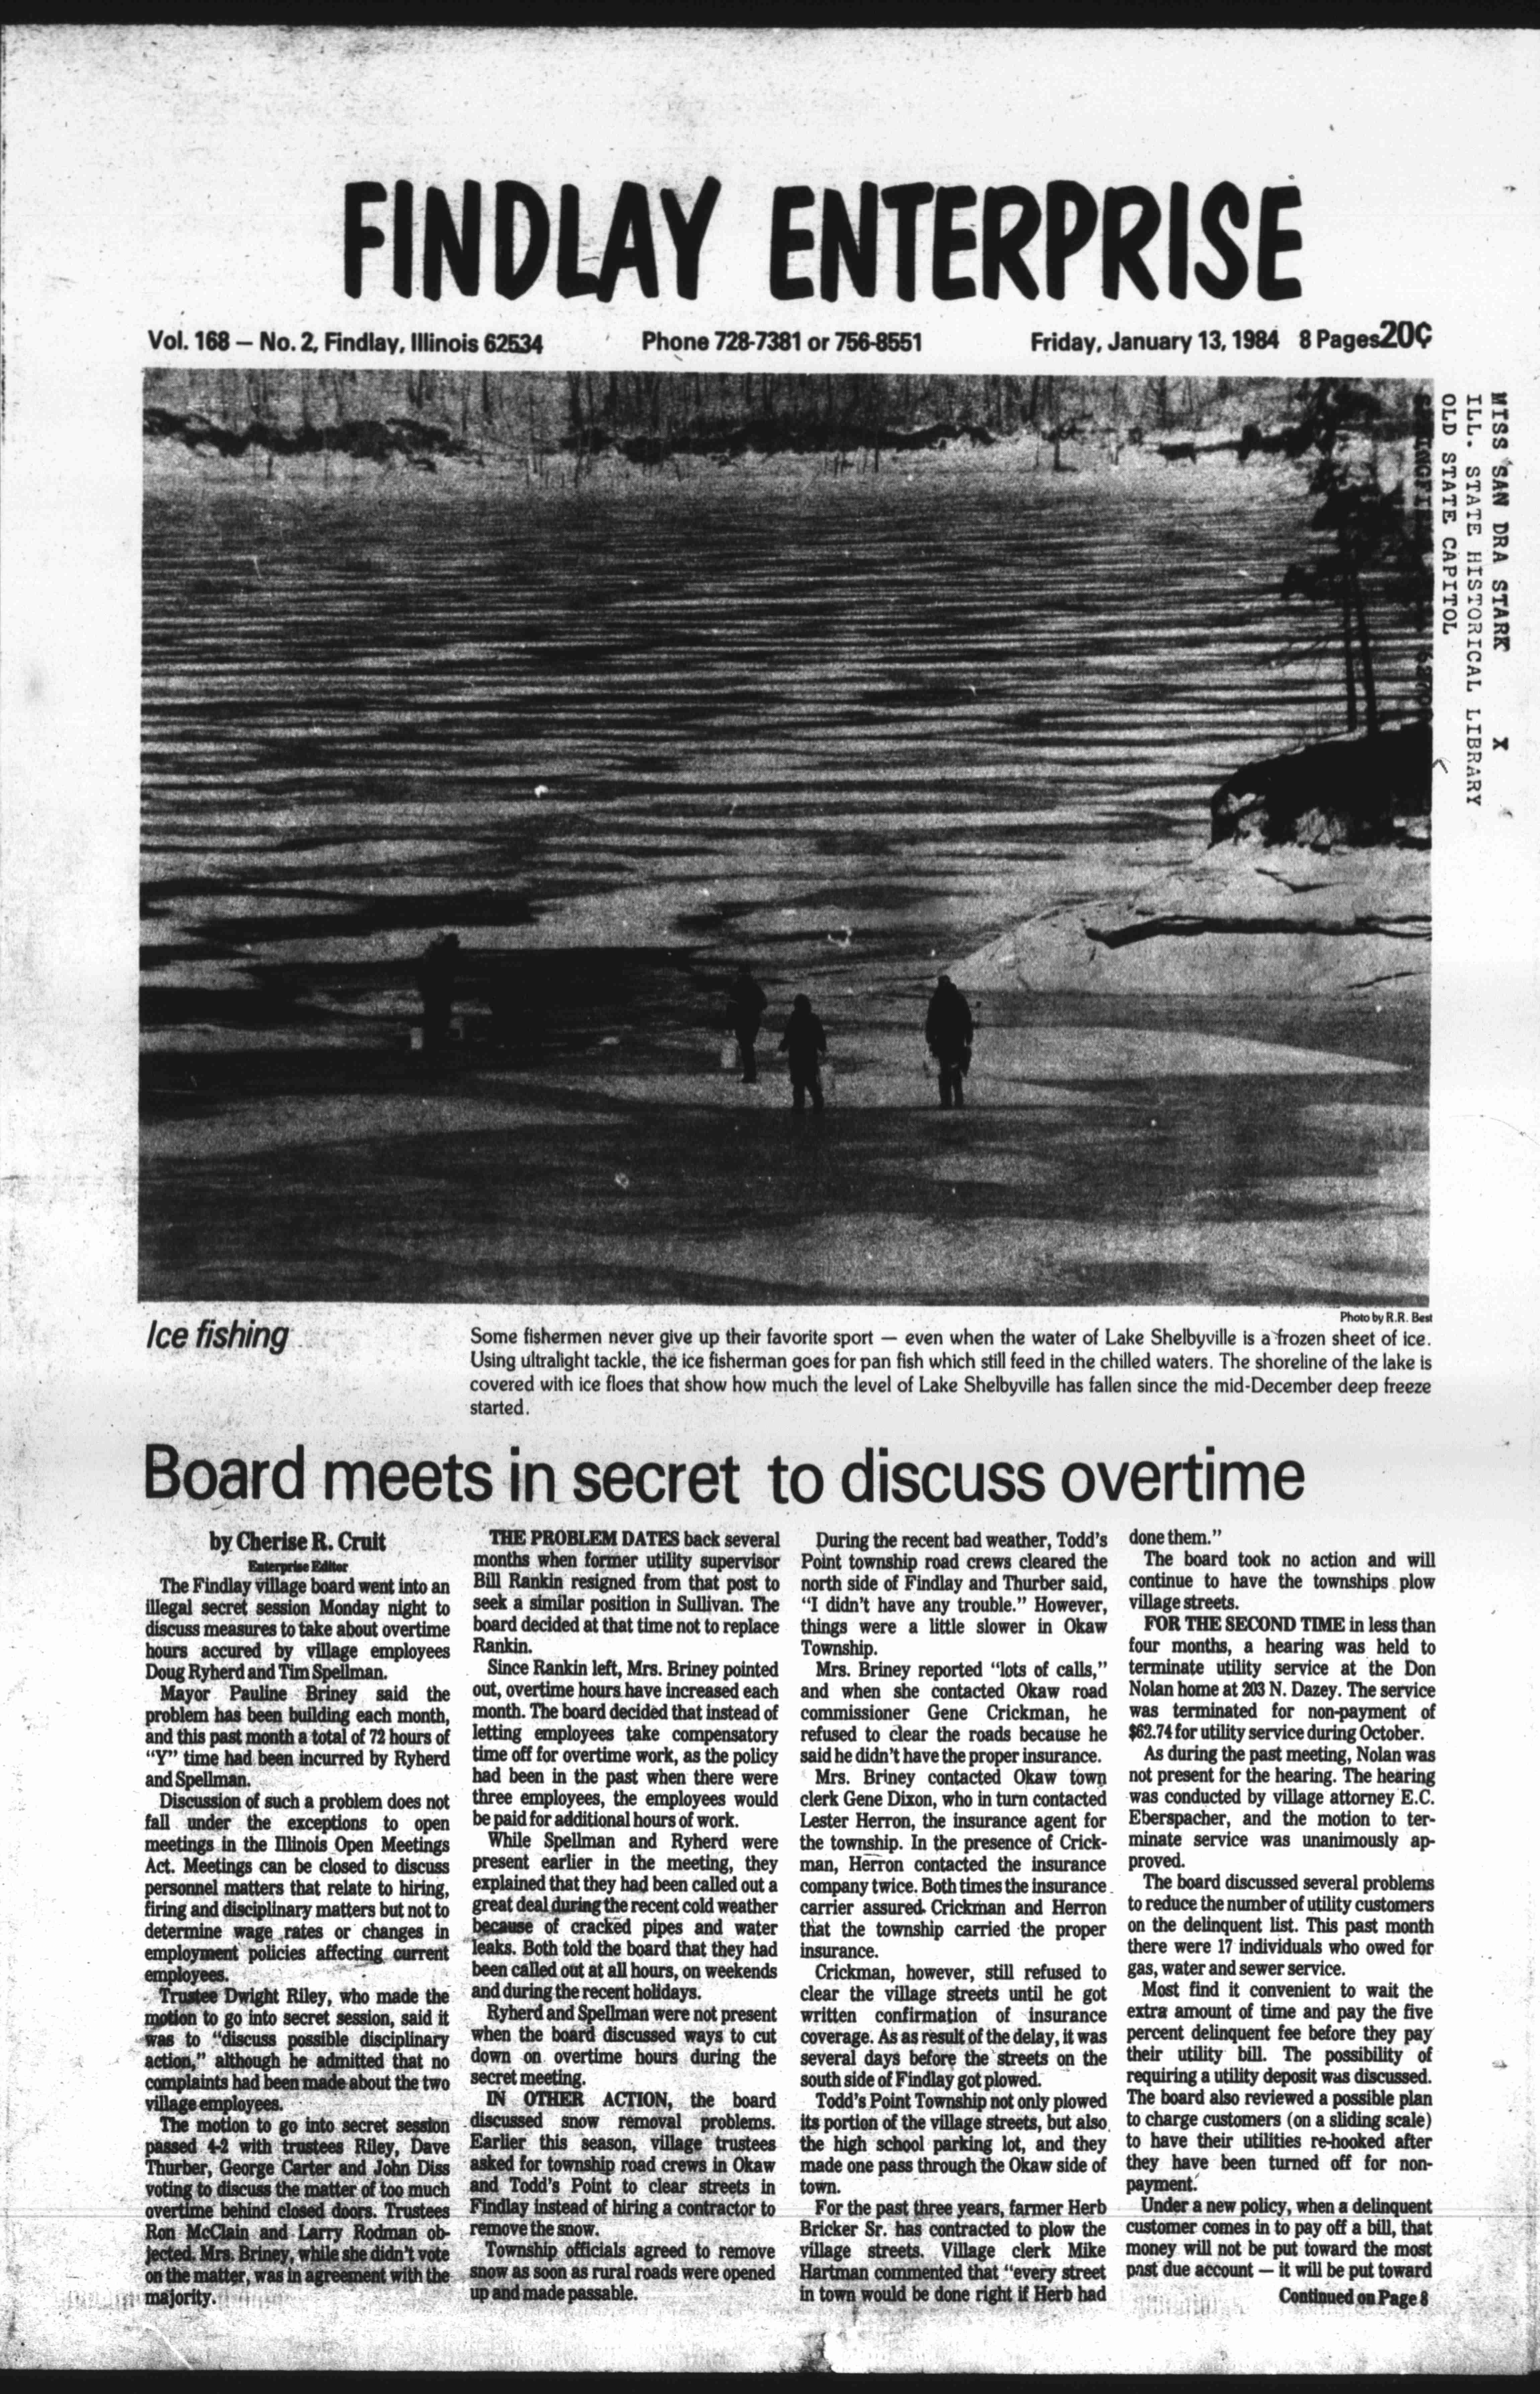 FINDLAY ENTERPRISE
Vol. 168 — No. 2, Findlay, Illinois 62534 Phone 728-7381 or 756-8551 Friday, January 13, 1984 8 Pages 20¢
MISS SAN DRA STARK X
ILL. STATE HISTORICAL LIBRARY
OLD STATE CAPITOL
Photo by R.R. Best
Ice fishing
Some fishermen never give up their favorite sport — even when the water of Lake Shelbyville is a frozen sheet of ice.
Using ultralight tackle, the ice fisherman goes for pan fish which still feed in the chilled waters. The shoreline of the lake is
covered with ice floes that show how much the level of Lake Shelbyville has fallen since the mid-December deep freeze
started.
Board meets in secret to discuss overtime
by Cherise R. Cruit
Enterprise Editor
The Findlay village board went into an
illegal secret session Monday night to
discuss measures to take about overtime
hours accured by village employees
Doug Ryherd and Tim Spellman.
Mayor Pauline Briney said the
problem has been building each month,
and this past month a total of 72 hours of
"Y" time had been incurred by Ryherd
and Spellman.
Discussion of such a problem does not
fall under the exceptions to open
meetings in the Illinois Open Meetings
Act. Meetings can be closed to discuss
personnel matters that relate to hiring,
firing and disciplinary matters but not to
determine wage rates or changes in
employment policies affecting current
employees.
Trustee Dwight Riley, who made the
motion to go into secret session, said it
was to "discuss possible disciplinary
action," although he admitted that no
complaints had been made about the two
village employees.
The motion to go into secret session
passed 4-2 with trustees Riley, Dave
Thurber, George Carter and John Diss
voting to discuss the matter of too much
overtime behind closed doors. Trustees
Ron McClain and Larry Rodman ob-
jected. Mrs. Briney, while she didn't vote
on the matter, was in agreement with the
majority.
THE PROBLEM DATES back several
months when former utility supervisor
Bill Rankin resigned from that post to
seek a similar position in Sullivan. The
board decided at that time not to replace
Rankin.
Since Rankin left, Mrs. Briney pointed
out, overtime hours have increased each
month. The board decided that instead of
letting employees take compensatory
time off for overtime work, as the policy
had been in the past when there were
three employees, the employees would
be paid for additional hours of work.
While Spellman and Ryherd were
present earlier in the meeting, they
explained that they had been called out a
great deal during the recent cold weather
because of cracked pipes and water
leaks. Both told the board that they had
been called out at all hours, on weekends
and during the recent holidays.
Ryherd and Spellman were not present
when the board discussed ways to cut
down on overtime hours during the
secret meeting.
IN OTHER ACTION, the board
discussed snow removal problems.
Earlier this season, village trustees
asked for township road crews in Okaw
and Todd's Point to clear streets in
Findlay instead of hiring a contractor to
remove the snow.
Township officials agreed to remove
snow as soon as rural roads were opened
up and made passable.
During the recent bad weather, Todd's
Point township road crews cleared the
north side of Findlay and Thurber said,
"I didn't have any trouble." However,
things were a little slower in Okaw
Township.
Mrs. Briney reported "lots of calls,"
and when she contacted Okaw road
commissioner Gene Crickman, he
refused to clear the roads because he
said he didn't have the proper insurance.
Mrs. Briney contacted Okaw town
clerk Gene Dixon, who in turn contacted
Lester Herron, the insurance agent for
the township. In the presence of Crick-
man, Herron contacted the insurance
company twice. Both times the insurance
carrier assured Crickman and Herron
that the township carried the proper
insurance.
Crickman, however, still refused to
clear the village streets until he got
written confirmation of insurance
coverage. As as result of the delay, it was
several days before the streets on the
south side of Findlay got plowed.
Todd's Point Township not only plowed
its portion of the village streets, but also
the high school parking lot, and they
made one pass through the Okaw side of
town.
For the past three years, farmer Herb
Bricker Sr. has contracted to plow the
village streets. Village clerk Mike
Hartman commented that "every street
in town would be done right if Herb had
done them."
The board took no action and will
continue to have the townships plow
village streets.
FOR THE SECOND TIME in less than
four months, a hearing was held to
terminate utility service at the Don
Nolan home at 203 N. Dazey. The service
was terminated for non-payment of
$62.74 for utility service during October.
As during the past meeting, Nolan was
not present for the hearing. The hearing
was conducted by village attorney E.C.
Eberspacher, and the motion to ter-
minate service was unanimously ap-
proved.
The board discussed several problems
to reduce the number of utility customers
on the delinquent list. This past month
there were 17 individuals who owed for
gas, water and sewer service.
Most find it convenient to wait the
extra amount of time and pay the five
percent delinquent fee before they pay
their utility bill. The possibility of
requiring a utility deposit was discussed.
The board also reviewed a possible plan
to charge customers (on a sliding scale)
to have their utilities re-hooked after
they have been turned off for non-
payment.
Under a new policy, when a delinquent
customer comes in to pay off a bill, that
money will not be put toward the most
past due account — it will be put toward
Continued on Page 8